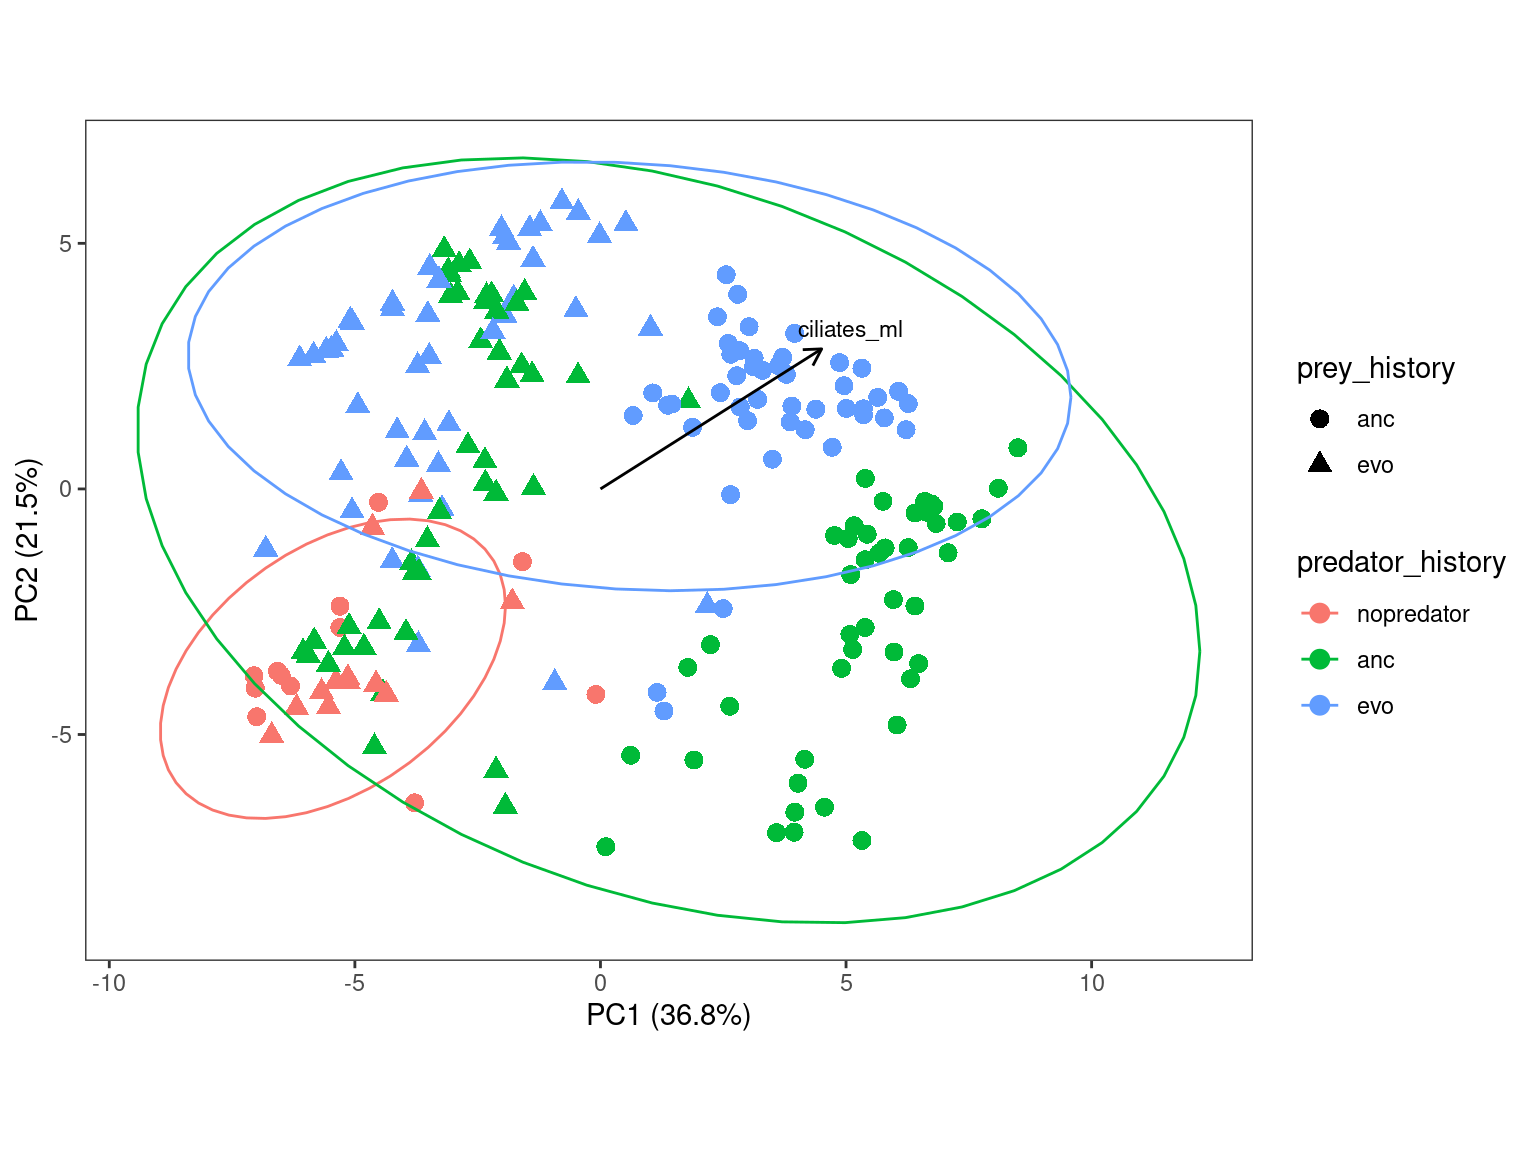 ciliates_ml
5
0
-5
-10
-5
0
5
10
PC1 (36.8%)
PC2 (21.5%)
prey_history
anc
evo
predator_history
nopredator
anc
evo